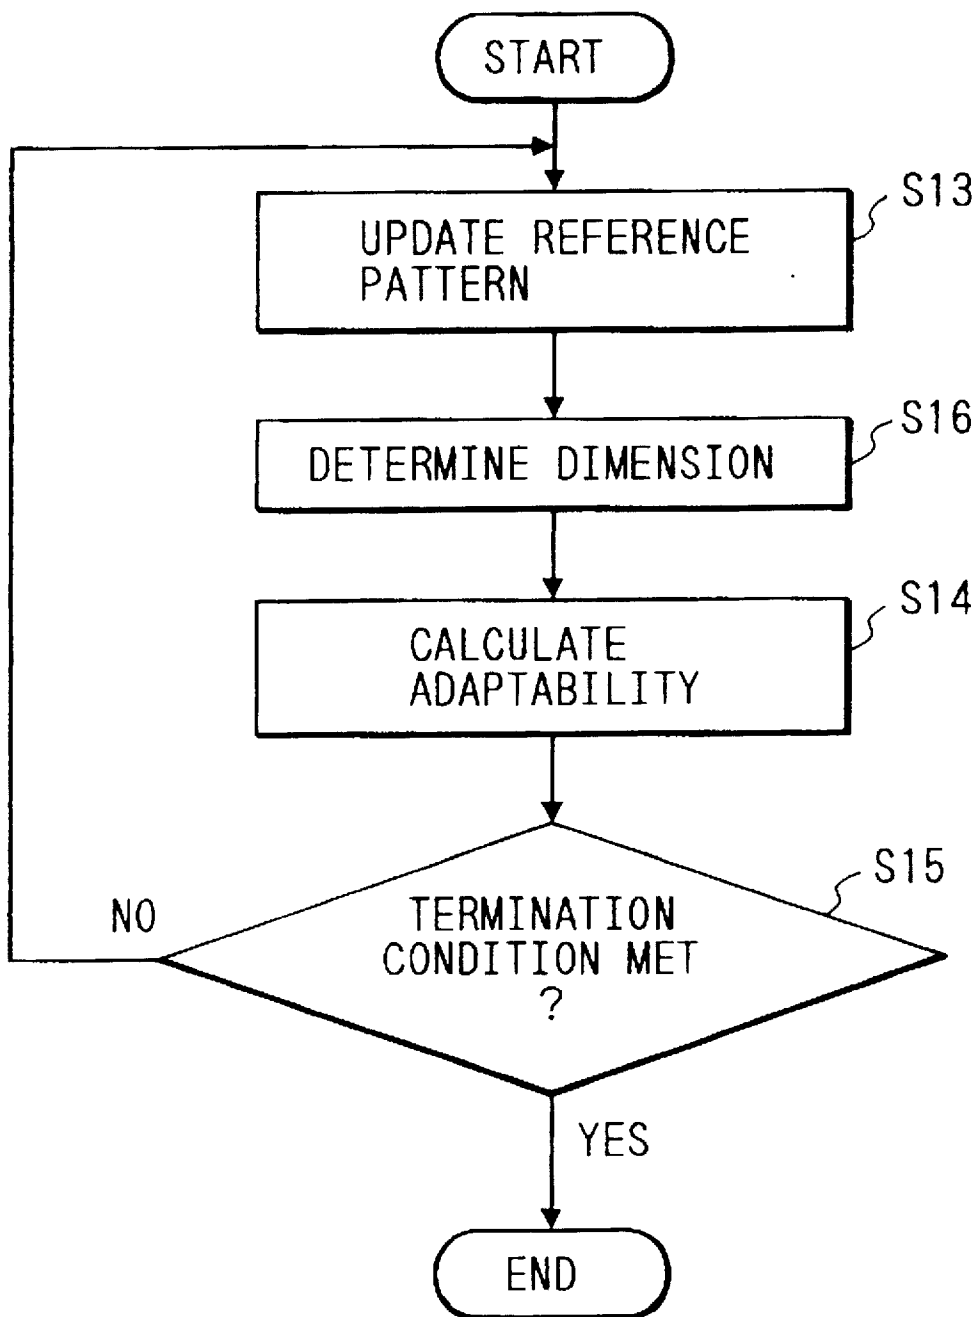 START
S13
UPDATE REFERENCE
PATTERN
S16
DETERMINE DIMENSION
S14
CALCULATE
ADAPTABILITY
S15
NO
TERMINATION
CONDITION MET
?
YES
END